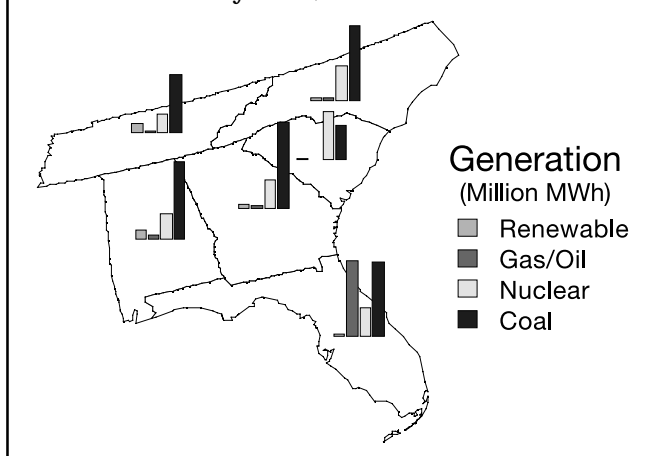 Generation
(Million MWh)
Renewable
Gas/Oil
Nuclear
Coal